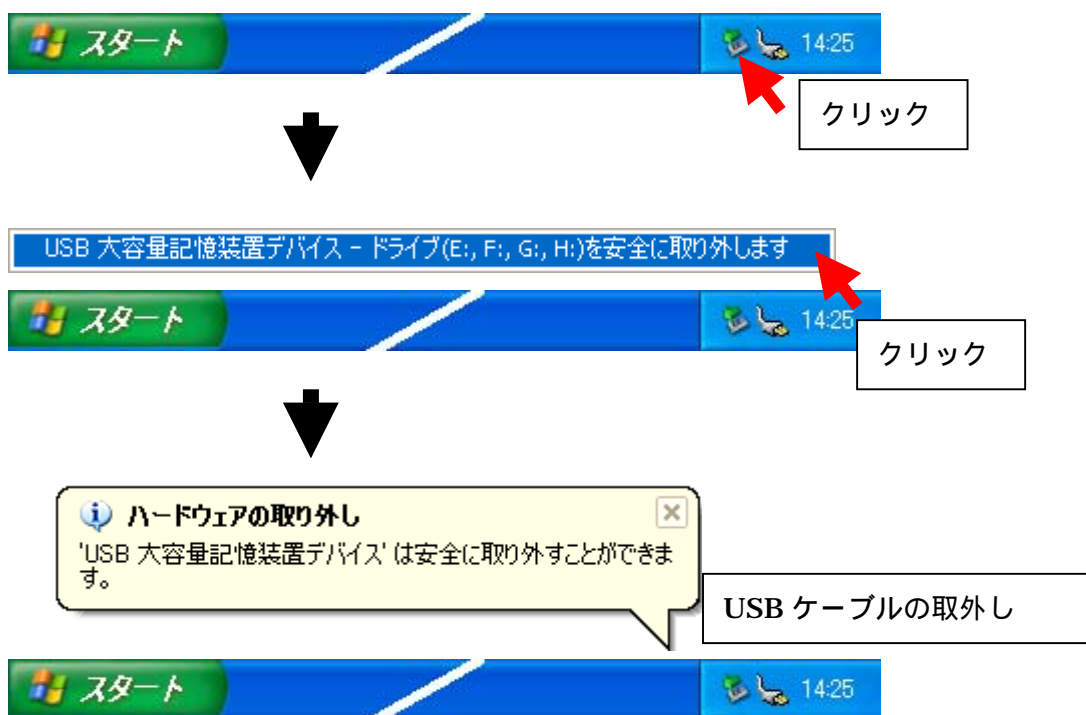 スタート
14:25
クリック
USB 大容量記憶装置デバイス - ドライブ(E:, F:, G:, H:)を安全に取り外します
スタート
14:25
クリック
ハードウェアの取り外し
'USB 大容量記憶装置デバイス' は安全に取り外すことができま
す。
USB ケーブルの取外し
スタート
14:25